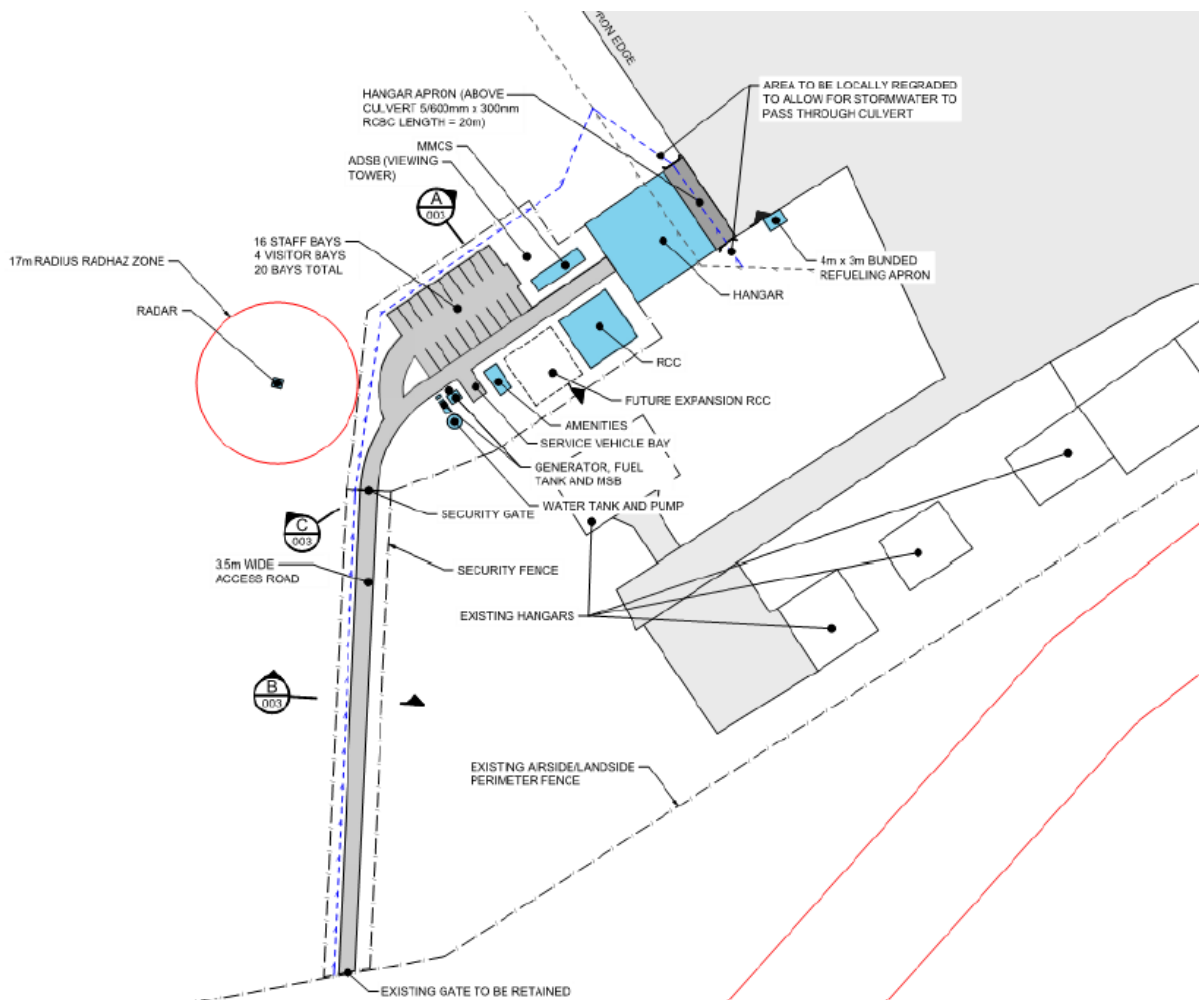 RON EDGE
HANGAR APRON (ABOVE
CULVERT 5/600mm x 300mm
RCBC LENGTH = 20m)
AREA TO BE LOCALLY REGRADED
TO ALLOW FOR STORMWATER TO
PASS THROUGH CULVERT
MMCS
ADSB (VIEWING
TOWER)
A
003
16 STAFF BAYS
4 VISITOR BAYS
20 BAYS TOTAL
17m RADIUS RADHAZ ZONE
4m x 3m BUNDED
REFUELING APRON
HANGAR
RADAR
RCC
FUTURE EXPANSION RCC
AMENITIES
SERVICE VEHICLE BAY
GENERATOR, FUEL
TANK AND MSB
WATER TANK AND PUMP
SECURITY GATE
C
003
3.5m WIDE
ACCESS ROAD
SECURITY FENCE
EXISTING HANGARS
B
003
EXISTING AIRSIDE/LANDSIDE
PERIMETER FENCE
EXISTING GATE TO BE RETAINED